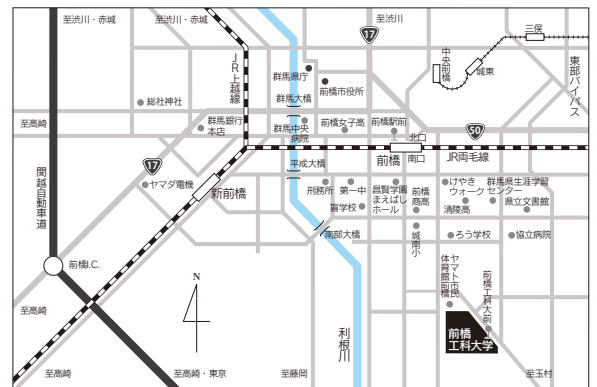 至渋川・赤城
至渋川・赤城
至渋川
17
三俣
中央前橋
城東
東部バイパス
JR上越線
群馬県庁
前橋市役所
総社神社
群馬大橋
至高崎
群馬銀行
本店
群馬中央
病院
前橋女子高
前橋駅前
北口
50
前橋
南口
JR両毛線
17
平成大橋
関越自動車道
ヤマダ電機
新前橋
刑務所
第一中
昌賢学園
まえばし
ホール
前橋
商高
けやき
ウォーク
群馬県生涯学習
センター
清陵高
県立文書館
盲学校
南部大橋
城南小
ろう学校
協立病院
前橋I.C.
N
ヤマト市民
体育館前橋
前橋工科大前
至高崎
利根川
前橋
工科大学
至高崎
至高崎・東京
至藤岡
至玉村